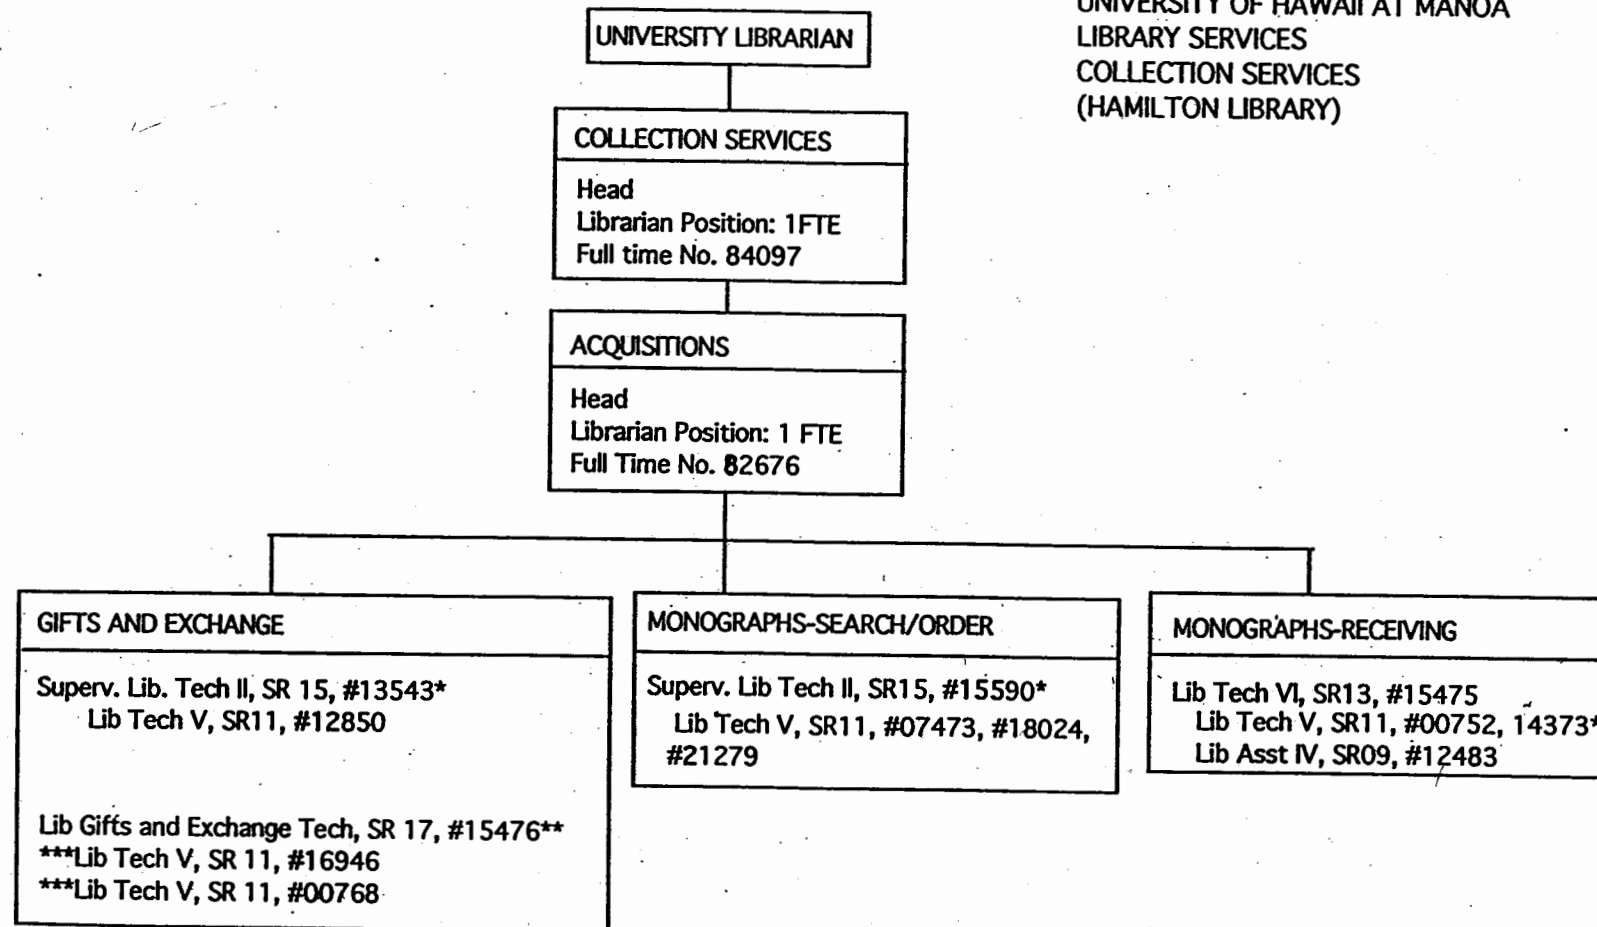 UNIVERSITY OF HAWAII AT MANOA
LIBRARY SERVICES
COLLECTION SERVICES
(HAMILTON LIBRARY)
UNIVERSITY LIBRARIAN
COLLECTION SERVICES
Head
Librarian Position: 1FTE
Full time No. 84097
ACQUISITIONS
Head
Librarian Position: 1 FTE
Full Time No. 82676
GIFTS AND EXCHANGE
Superv. Lib. Tech II, SR 15, #13543*
Lib Tech V, SR11, #12850
Lib Gifts and Exchange Tech, SR 17, #15476**
***Lib Tech V, SR 11, #16946
***Lib Tech V, SR 11, #00768
MONOGRAPHS-SEARCH/ORDER
Superv. Lib Tech II, SR15, #15590*
Lib Tech V, SR11, #07473, #18024,
#21279
MONOGRAPHS-RECEIVING
Lib Tech VI, SR13, #15475
Lib Tech V, SR11, #00752, 14373*
Lib Asst IV, SR09, #12483